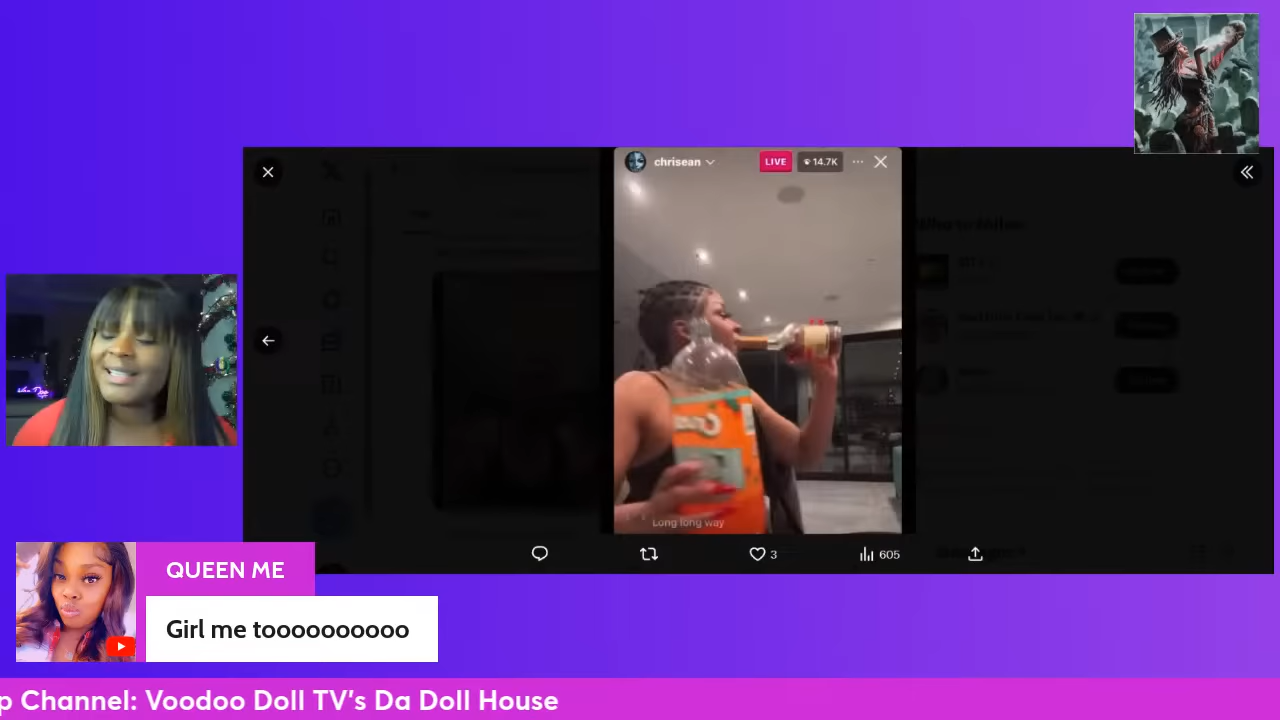 chrisean
LIVE
14.7K
Long long way
3
605
QUEEN ME
Girl me toooooooooo
p Channel: Voodoo Doll TV's Da Doll House